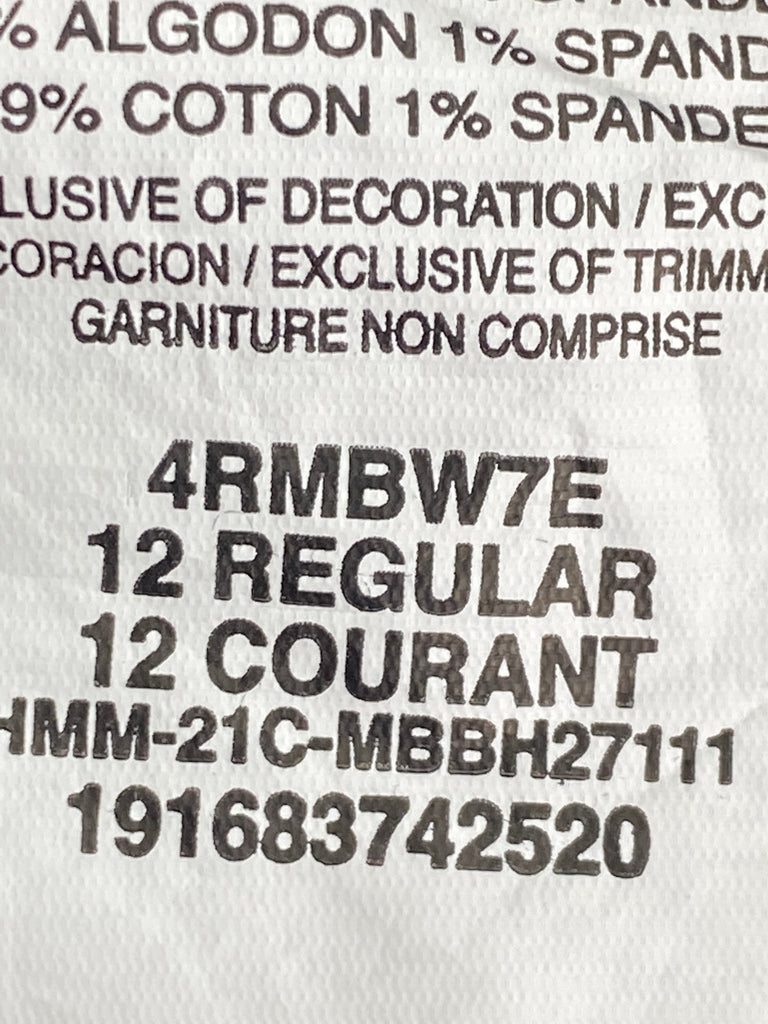 % ALGODON 1% SPAND
9% COTON 1% SPANDE
LUSIVE OF DECORATION / EXC
CORACION / EXCLUSIVE OF TRIMM
GARNITURE NON COMPRISE
4RMBW7E
12 REGULAR
12 COURANT
HMM-21C-MBBH27111
191683742520